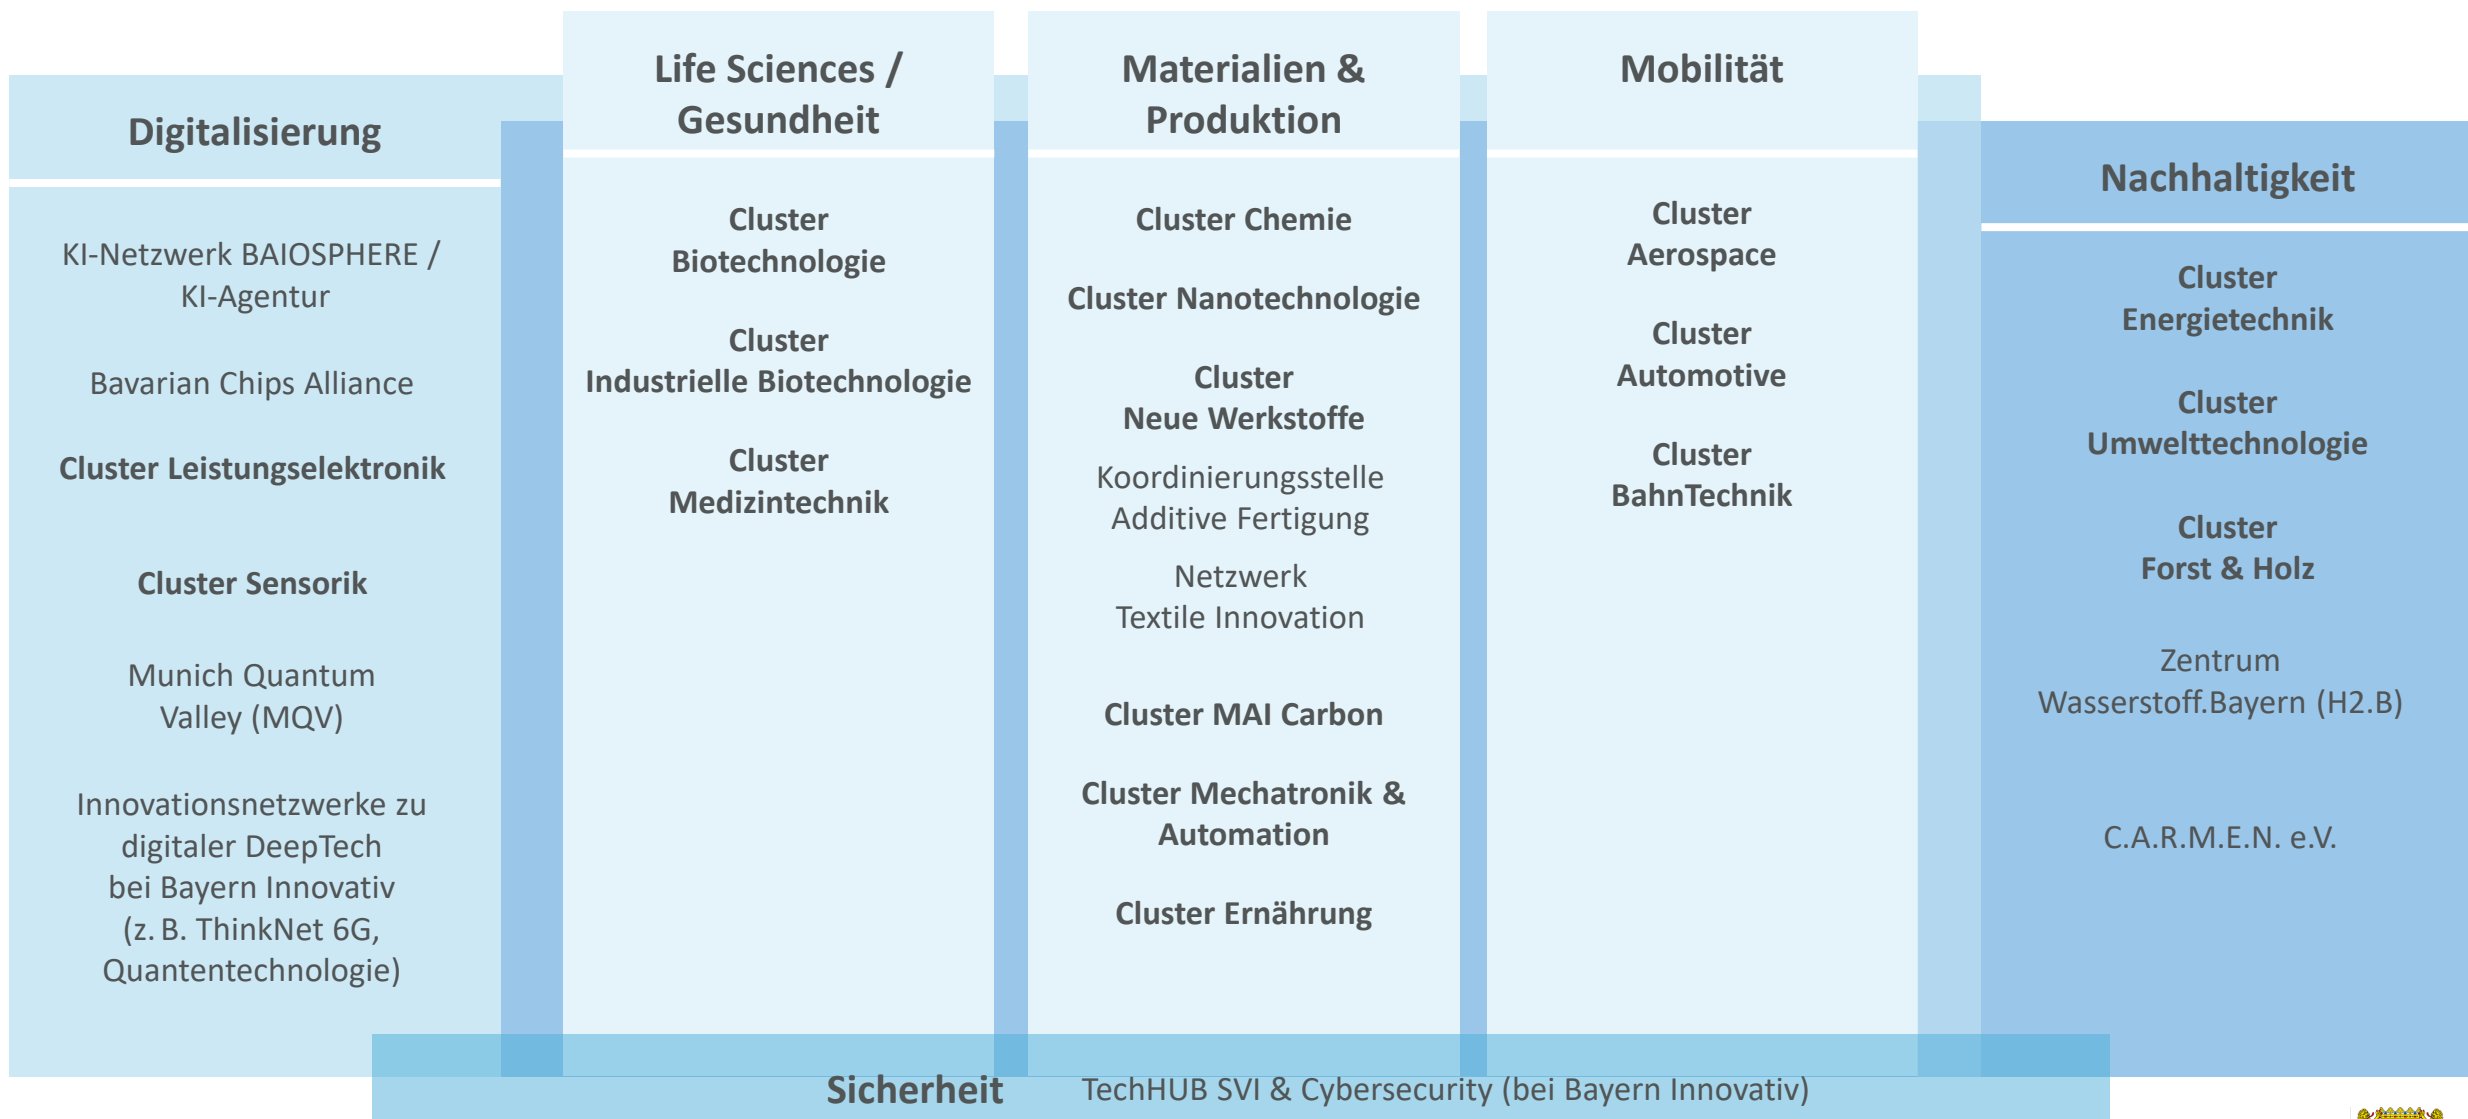 Digitalisierung
KI-Netzwerk BAIOSPHERE /
KI-Agentur
Bavarian Chips Alliance
Cluster Leistungselektronik
Cluster Sensorik
Munich Quantum
Valley (MQV)
Innovationsnetzwerke zu
digitaler DeepTech
bei Bayern Innovativ
(z. B. ThinkNet 6G,
Quantentechnologie)
Life Sciences /
Gesundheit
Cluster
Biotechnologie
Cluster
Industrielle Biotechnologie
Cluster
Medizintechnik
Materialien &
Produktion
Cluster Chemie
Cluster Nanotechnologie
Cluster
Neue Werkstoffe
Koordinierungsstelle
Additive Fertigung
Netzwerk
Textile Innovation
Cluster MAI Carbon
Cluster Mechatronik &
Automation
Cluster Ernährung
Mobilität
Cluster
Aerospace
Cluster
Automotive
Cluster
BahnTechnik
Nachhaltigkeit
Cluster
Energietechnik
Cluster
Umwelttechnologie
Cluster
Forst & Holz
Zentrum
Wasserstoff.Bayern (H2.B)
C.A.R.M.E.N. e.V.
Sicherheit TechHUB SVI & Cybersecurity (bei Bayern Innovativ)